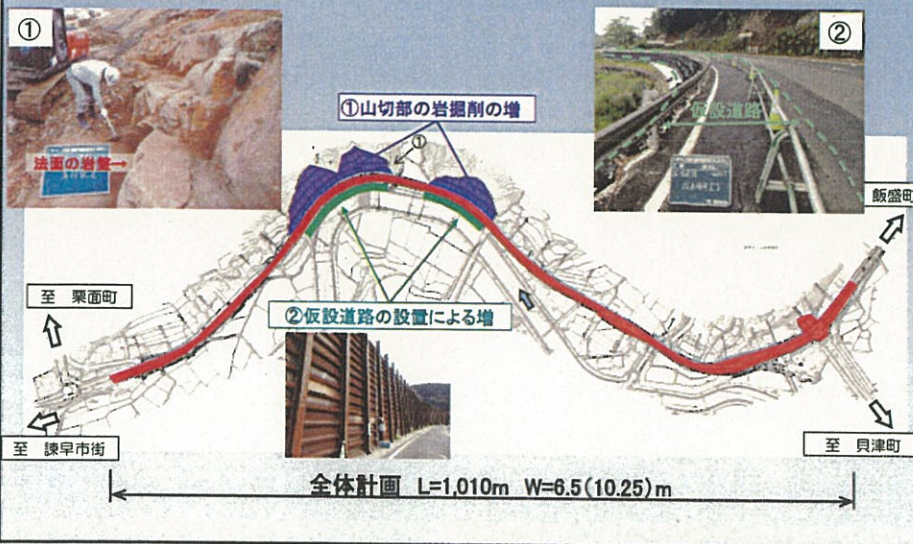 ①
②
①山切部の岩掘削の増
①
仮設道路
法面の岩盤→
飯盛町
至 栗面町
②仮設道路の設置による増
至 諫早市街
至 貝津町
全体計画 L=1,010m W=6.5(10.25)m